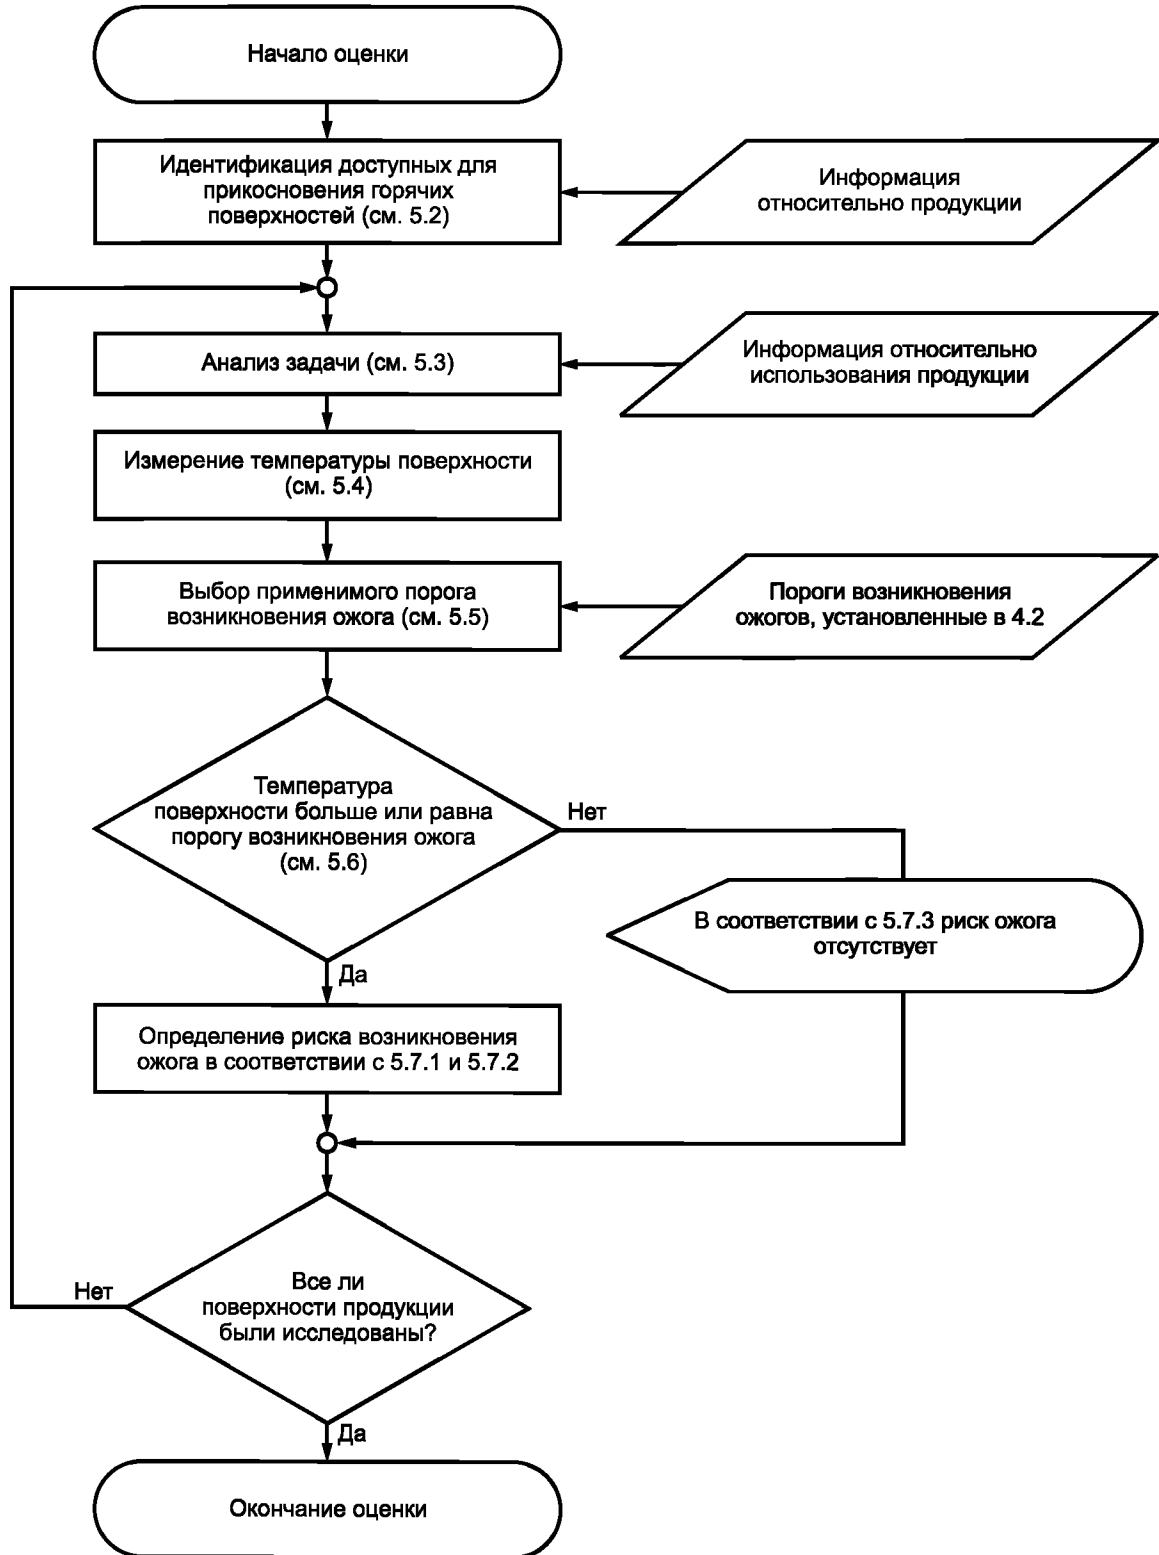 Начало оценки
Идентификация доступных для
прикосновения горячих
поверхностей (см. 5.2)
Информация
относительно продукции
Анализ задачи (см. 5.3)
Информация относительно
использования продукции
Измерение температуры поверхности
(см. 5.4)
Выбор применимого порога
возникновения ожога (см. 5.5)
Пороги возникновения
ожогов, установленные в 4.2
Температура
поверхности больше или равна
порогу возникновения ожога
(см. 5.6)
Нет
В соответствии с 5.7.3 риск ожога
отсутствует
Да
Определение риска возникновения
ожога в соответствии с 5.7.1 и 5.7.2
Нет
Все ли
поверхности продукции
были исследованы?
Да
Окончание оценки